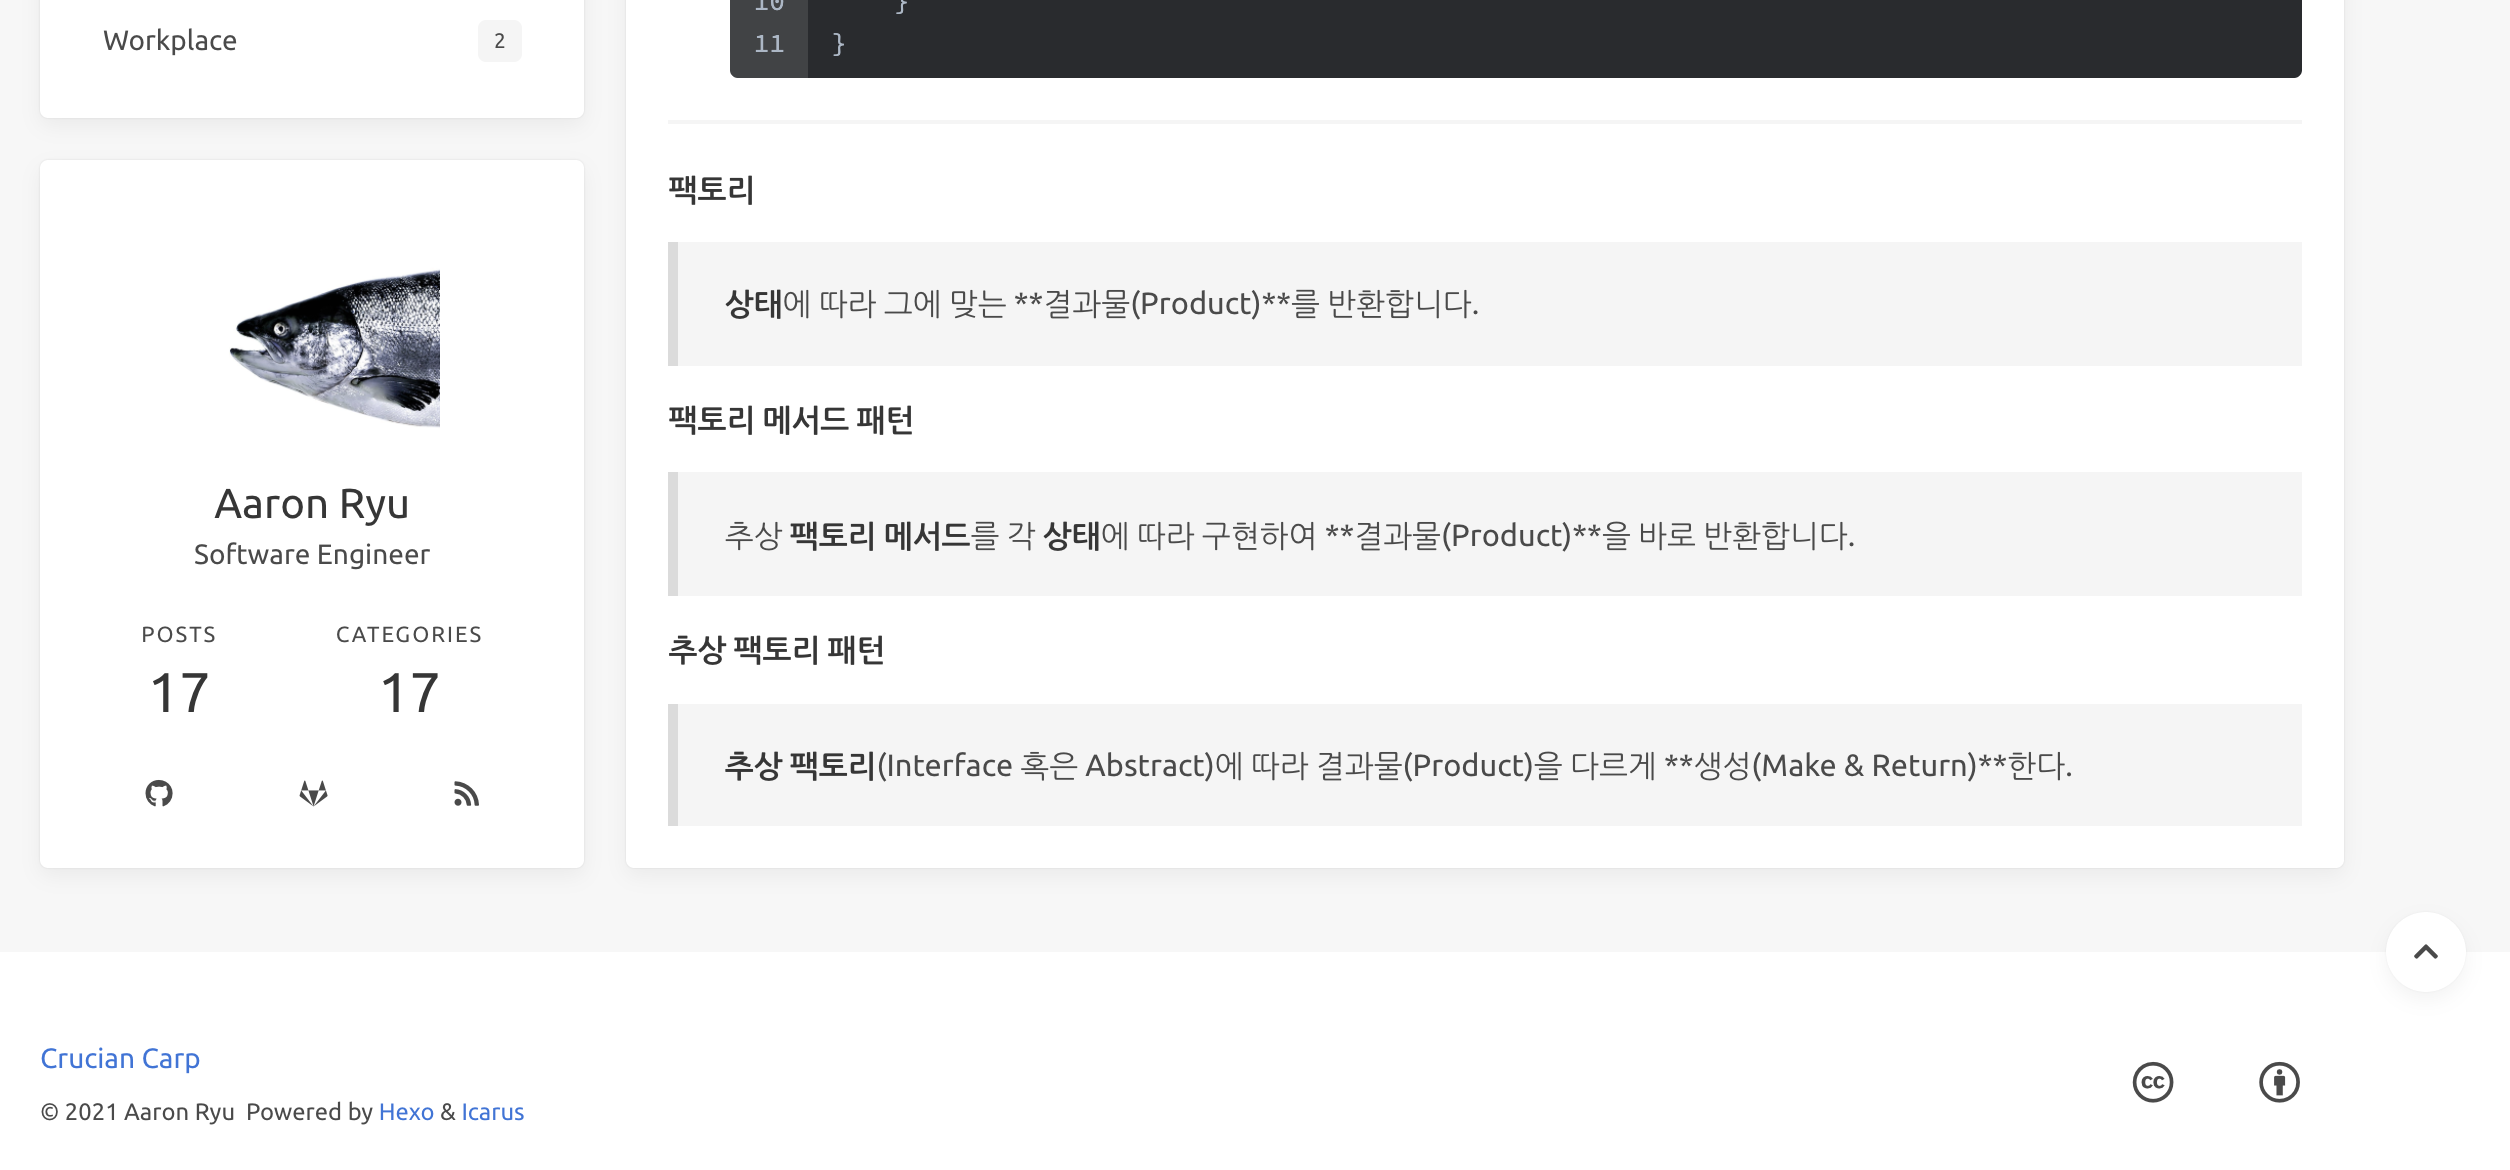 Workplace 2
10 }
11 }
팩토리
상태에 따라 그에 맞는 **결과물(Product)**를 반환합니다.
팩토리 메서드 패턴
추상 팩토리 메서드를 각 상태에 따라 구현하여 **결과물(Product)**을 바로 반환합니다.
추상 팩토리 패턴
추상 팩토리(Interface 혹은 Abstract)에 따라 결과물(Product)을 다르게 **생성(Make & Return)**한다.
Aaron Ryu
Software Engineer
POSTS CATEGORIES
17 17
Crucian Carp
© 2021 Aaron Ryu Powered by Hexo & Icarus
cc